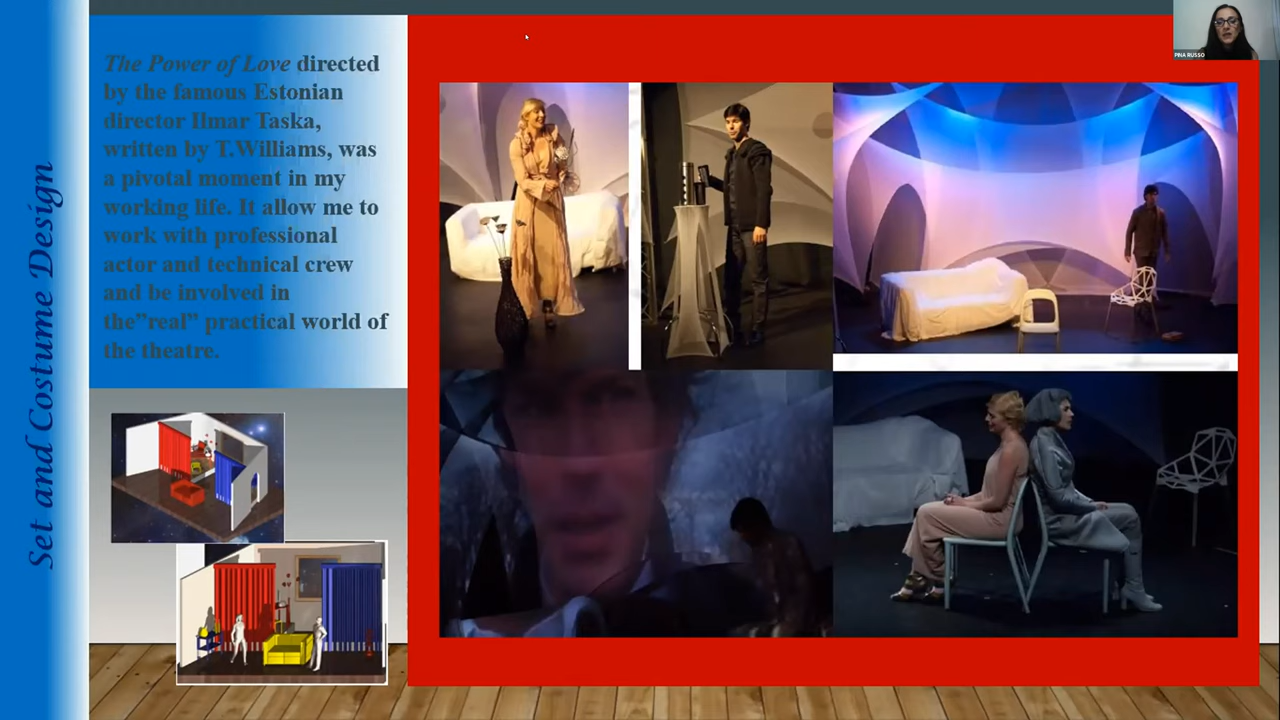 Set and Costume Design
The Power of Love directed
by the famous Estonian
director Ilmar Taska,
written by T.Williams, was
a pivotal moment in my
working life. It allow me to
work with professional
actor and technical crew
and be involved in
the”real” practical world of
the theatre.
PINA RUSSO